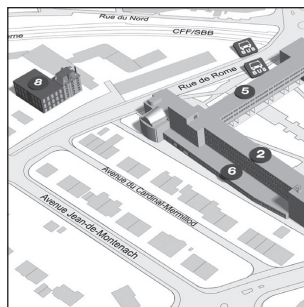 Rue du Nord
CFF/SBB
BUS
8
Rue de Rome
BUS
5
2
6
Avenue du Cardinal-Mermillod
Avenue Jean-de-Montenach